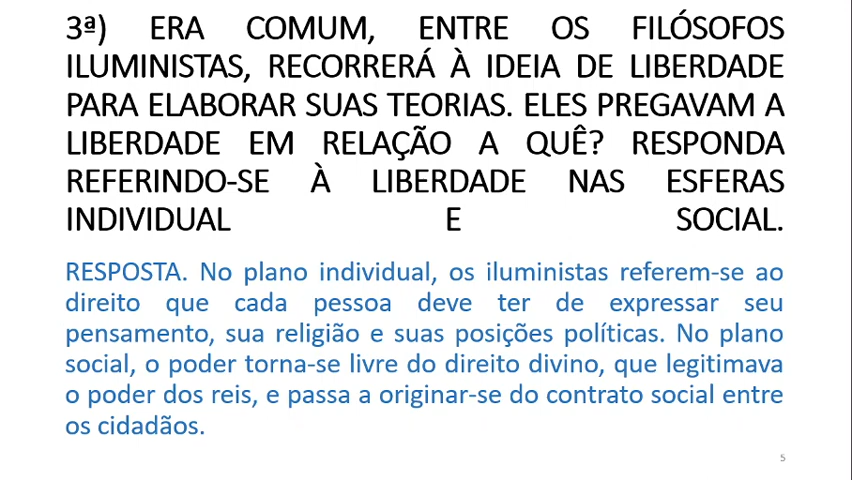 3ª) ERA COMUM, ENTRE OS FILÓSOFOS
ILUMINISTAS, RECORRERÁ À IDEIA DE LIBERDADE
PARA ELABORAR SUAS TEORIAS. ELES PREGAVAM A
LIBERDADE EM RELAÇÃO A QUÊ? RESPONDA
REFERINDO-SE À LIBERDADE NAS ESFERAS
INDIVIDUAL E SOCIAL.
RESPOSTA. No plano individual, os iluministas referem-se ao
direito que cada pessoa deve ter de expressar seu
pensamento, sua religião e suas posições políticas. No plano
social, o poder torna-se livre do direito divino, que legitimava
o poder dos reis, e passa a originar-se do contrato social entre
os cidadãos.
5